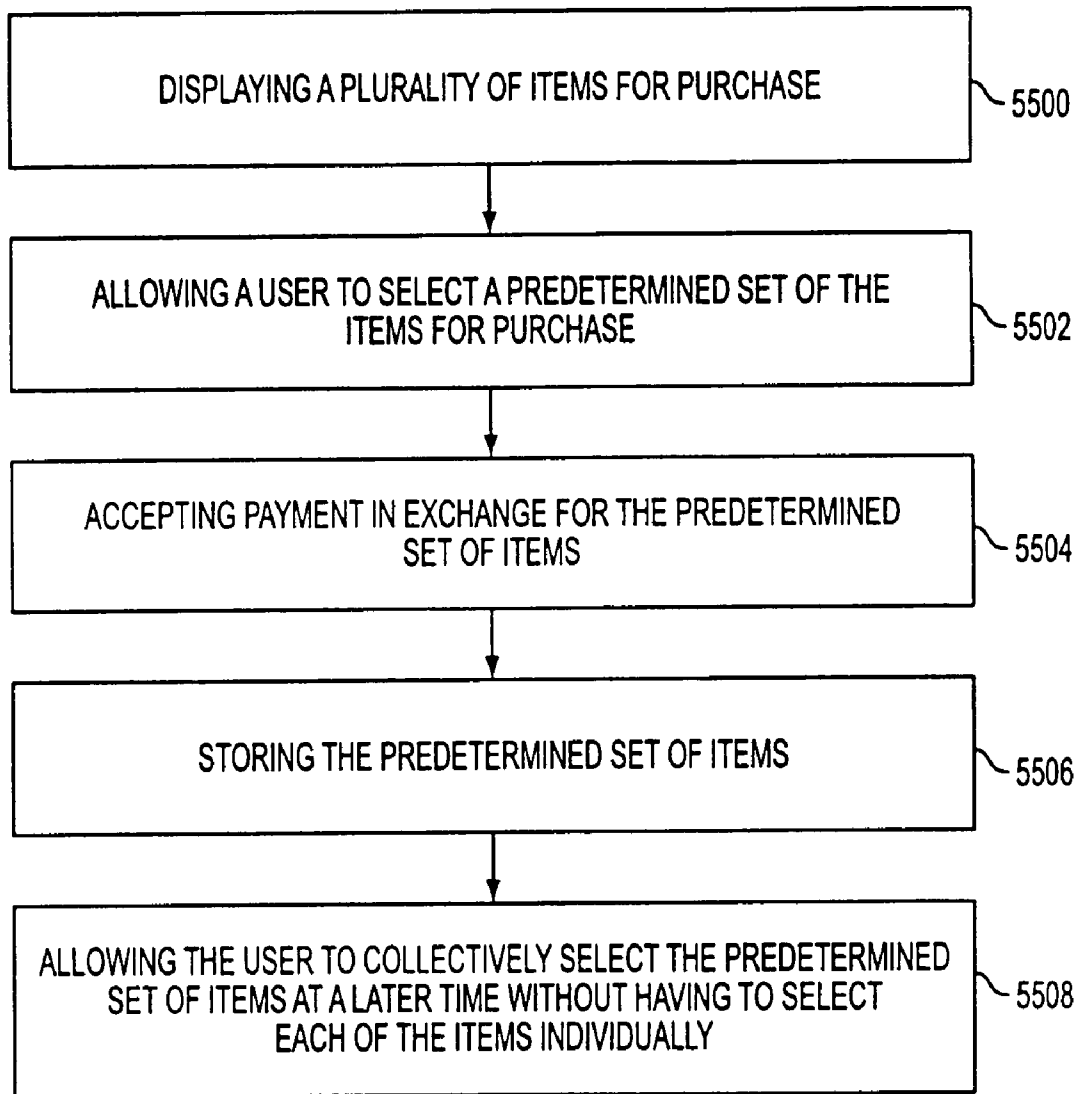 DISPLAYING A PLURALITY OF ITEMS FOR PURCHASE
5500
ALLOWING A USER TO SELECT A PREDETERMINED SET OF THE
ITEMS FOR PURCHASE
5502
ACCEPTING PAYMENT IN EXCHANGE FOR THE PREDETERMINED
SET OF ITEMS
5504
STORING THE PREDETERMINED SET OF ITEMS
5506
ALLOWING THE USER TO COLLECTIVELY SELECT THE PREDETERMINED
SET OF ITEMS AT A LATER TIME WITHOUT HAVING TO SELECT
EACH OF THE ITEMS INDIVIDUALLY
5508